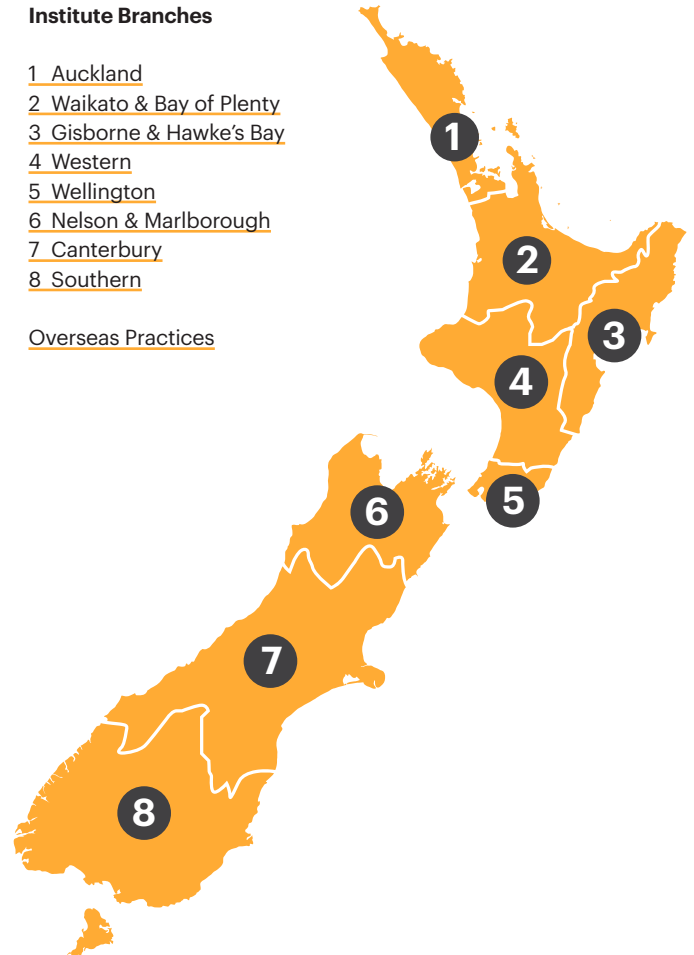 Institute Branches
1 Auckland
2 Waikato & Bay of Plenty
3 Gisborne & Hawke's Bay
4 Western
5 Wellington
6 Nelson & Marlborough
7 Canterbury
8 Southern
Overseas Practices
1
2
3
4
5
6
7
8